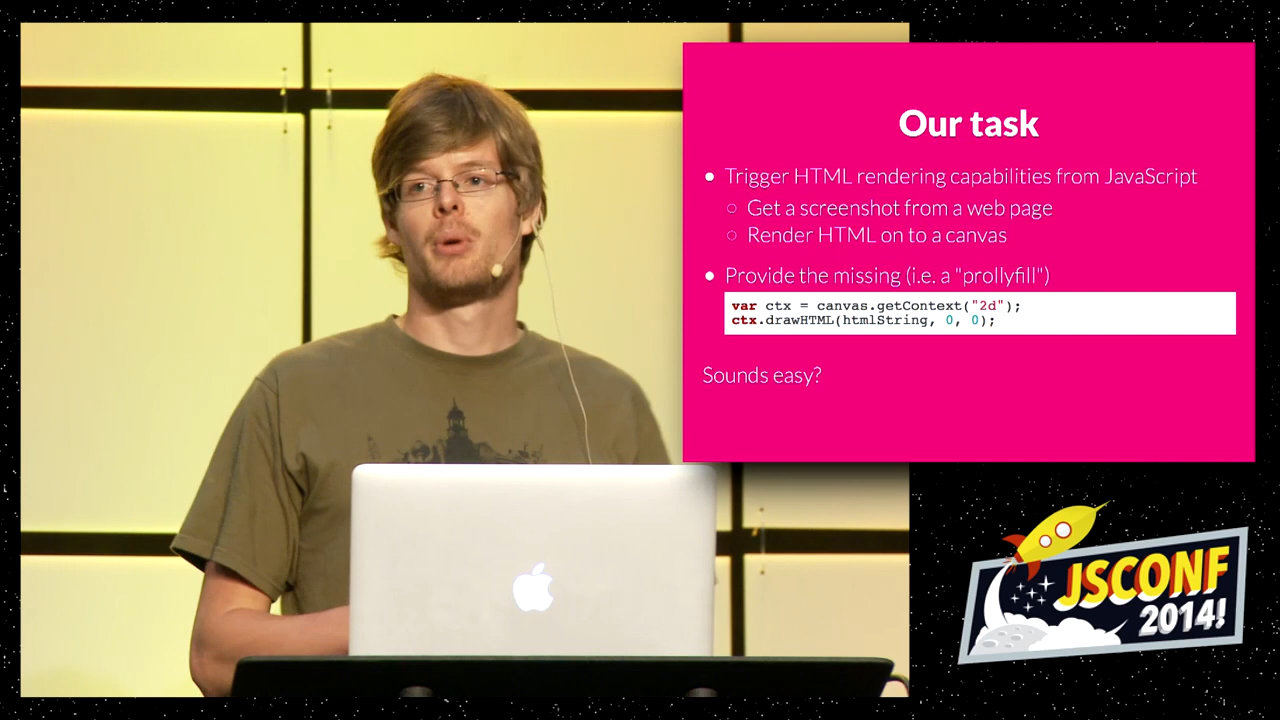 Our task
• Trigger HTML rendering capabilities from JavaScript
○ Get a screenshot from a web page
○ Render HTML on to a canvas
• Provide the missing (i.e. a "prollyfill")
var ctx = canvas.getContext("2d");
ctx.drawHTML(htmlString, 0, 0);
Sounds easy?
JSCONF
2014!